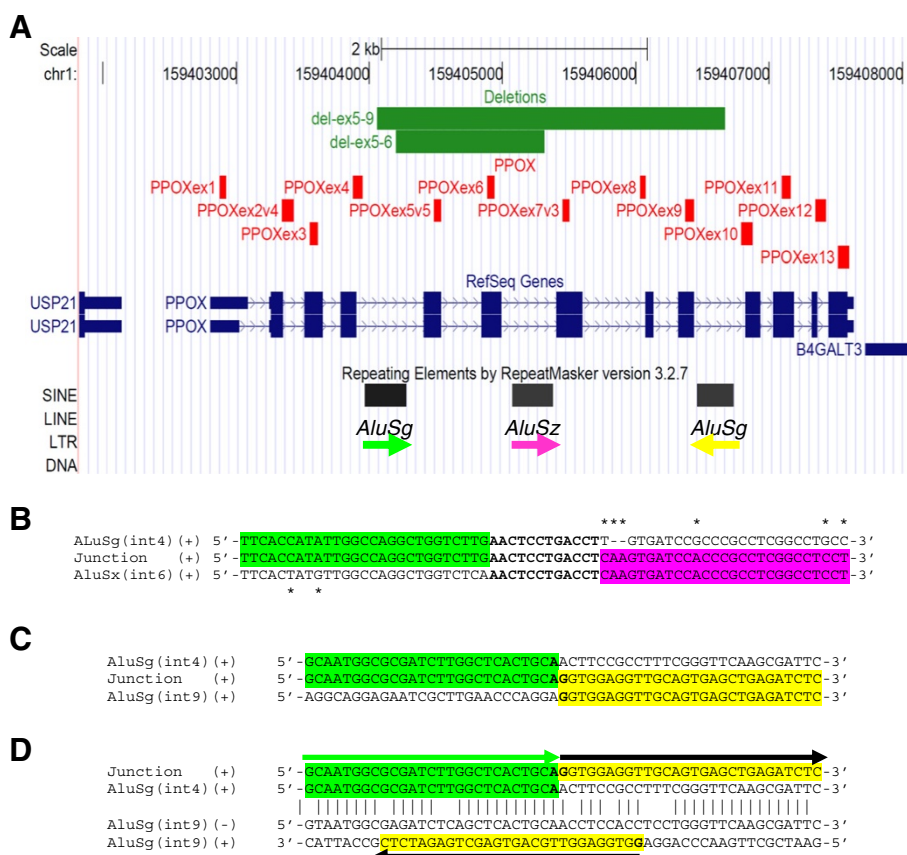 A
Scale 2 kb
chr1: 159403000 159404000 159405000 159406000 159407000 159408000
Deletions
del-ex5-9
del-ex5-6
PPOX
PPOXex1 PPOXex4 PPOXex6 PPOXex8 PPOXex11
PPOXex2v4 PPOXex5v5 PPOXex7v3 PPOXex9 PPOXex12
PPOXex3 PPOXex10
PPOXex13
RefSeq Genes
USP21 PPOX
USP21 PPOX
B4GALT3
Repeating Elements by RepeatMasker version 3.2.7
SINE
LINE
AluSg AluSz AluSg
LTR
DNA
B
*** * * *
ALuSg(int4)(+) 5’-TTCACCATATTGGCCAGGCTGGTCTTGAACTCCTGACCTT--GTGATCCGCCCGCCTCGGCCTGCC-3’
Junction (+) 5’-TTCACCATATTGGCCAGGCTGGTCTTGAACTCCTGACCTCAAGTGATCCACCCGCCTCGGCCTCCT-3’
AluSx(int6)(+) 5’-TTCACTATGTTGGCCAGGCTGGTCTCAAACTCCTGACCTCAAGTGATCCACCCGCCTCGGCCTCCT-3’
* *
C
AluSg(int4)(+) 5’-GCAATGGCGCGATCTTGGCTCACTGCAACTTCCGCCTTTCGGGTTCAAGCGATTC-3’
Junction (+) 5’-GCAATGGCGCGATCTTGGCTCACTGCAGGTGGAGGTTGCAGTGAGCTGAGATCTC-3’
AluSg(int9)(+) 5’-AGGCAGGAGAATCGCTTGAACCCAGGAGGTGGAGGTTGCAGTGAGCTGAGATCTC-3’
D
Junction (+) 5’-GCAATGGCGCGATCTTGGCTCACTGCAGGTGGAGGTTGCAGTGAGCTGAGATCTC-3’
AluSg(int4)(+) 5’-GCAATGGCGCGATCTTGGCTCACTGCAACTTCCGCCTTTCGGGTTCAAGCGATTC-3’
AluSg(int9)(-) 5’-GTAATGGCGAGATCTCAGCTCACTGCAACCTCCACCTCCTGGGTTCAAGCGATTC-3’
AluSg(int9)(+) 3’-CATTACCGCTCTAGAGTCGAGTGACGTTGGAGGTGGAGGACCCAAGTTCGCTAAG-5’